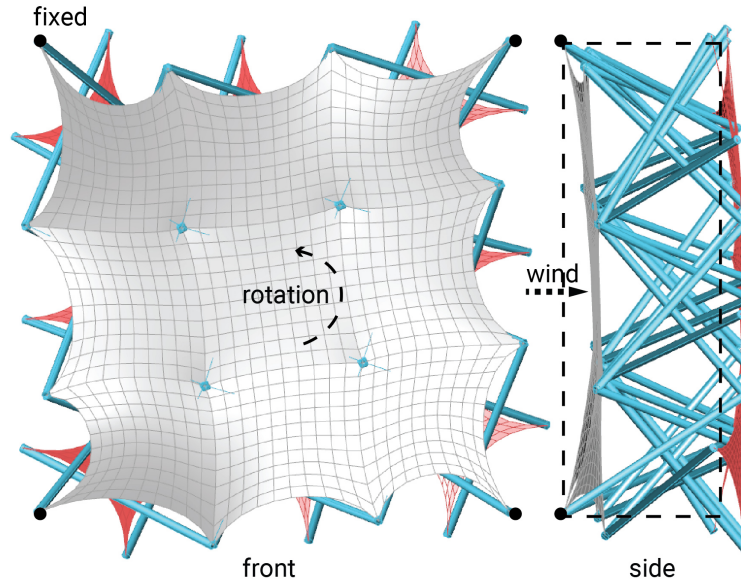 fixed
wind
rotation
front
side